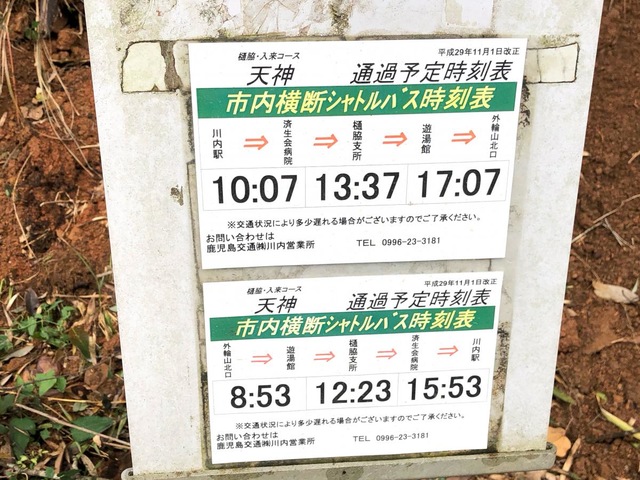 樋脇・入来コース
平成29年11月1日改正
天神 通過予定時刻表
市内横断シャトルバス時刻表
川内駅 ⇒ 済生会病院 ⇒ 樋脇支所 ⇒ 遊湯館 ⇒ 外輪山北口
10:07 13:37 17:07
※交通状況により多少遅れる場合がございますのでご了承ください。
お問い合わせは
鹿児島交通㈱川内営業所 TEL 0996-23-3181
樋脇・入来コース
平成29年11月1日改正
天神 通過予定時刻表
市内横断シャトルバス時刻表
外輪山北口 ⇒ 遊湯館 ⇒ 樋脇支所 ⇒ 済生会病院 ⇒ 川内駅
8:53 12:23 15:53
※交通状況により多少遅れる場合がございますのでご了承ください。
お問い合わせは
鹿児島交通㈱川内営業所 TEL 0996-23-3181